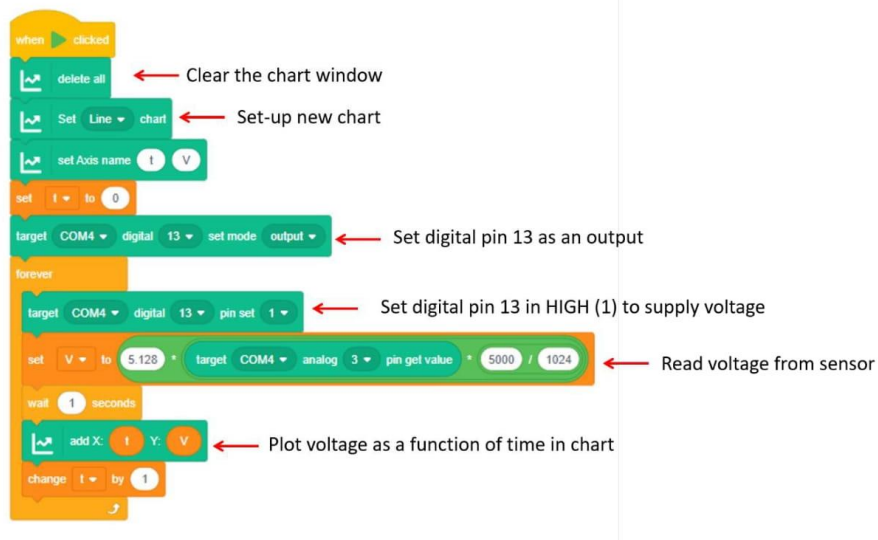 when clicked
delete all
Clear the chart window
Set Line chart
Set-up new chart
set Axis name t V
set t to 0
target COM4 digital 13 set mode output
Set digital pin 13 as an output
forever
target COM4 digital 13 pin set 1
Set digital pin 13 in HIGH (1) to supply voltage
set V to 5.128 * target COM4 analog 3 pin get value * 5000 / 1024
Read voltage from sensor
wait 1 seconds
add X: t Y: V
Plot voltage as a function of time in chart
change t by 1